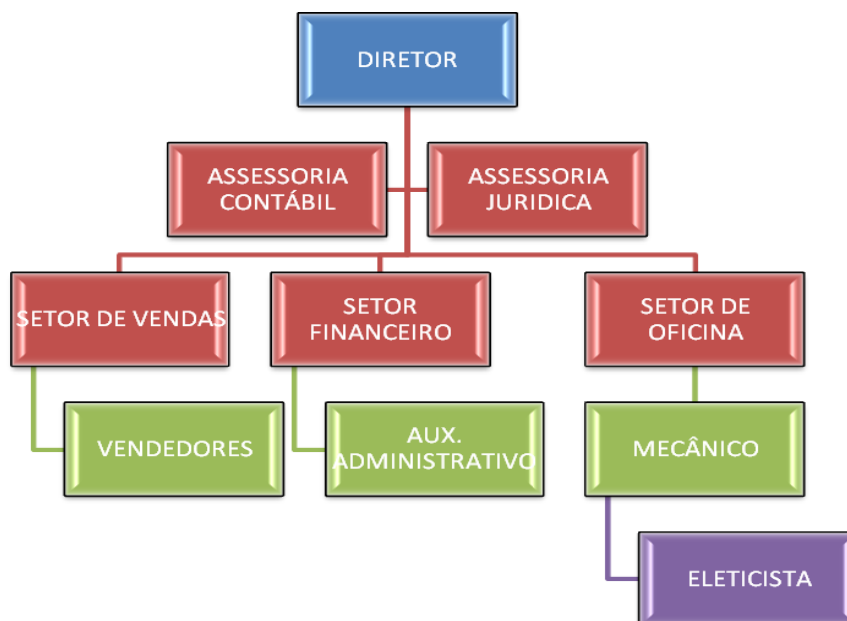 DIRETOR
ASSESSORIA
CONTÁBIL
ASSESSORIA
JURIDICA
SETOR DE VENDAS
SETOR
FINANCEIRO
SETOR DE
OFICINA
VENDEDORES
AUX.
ADMINISTRATIVO
MECÂNICO
ELETICISTA